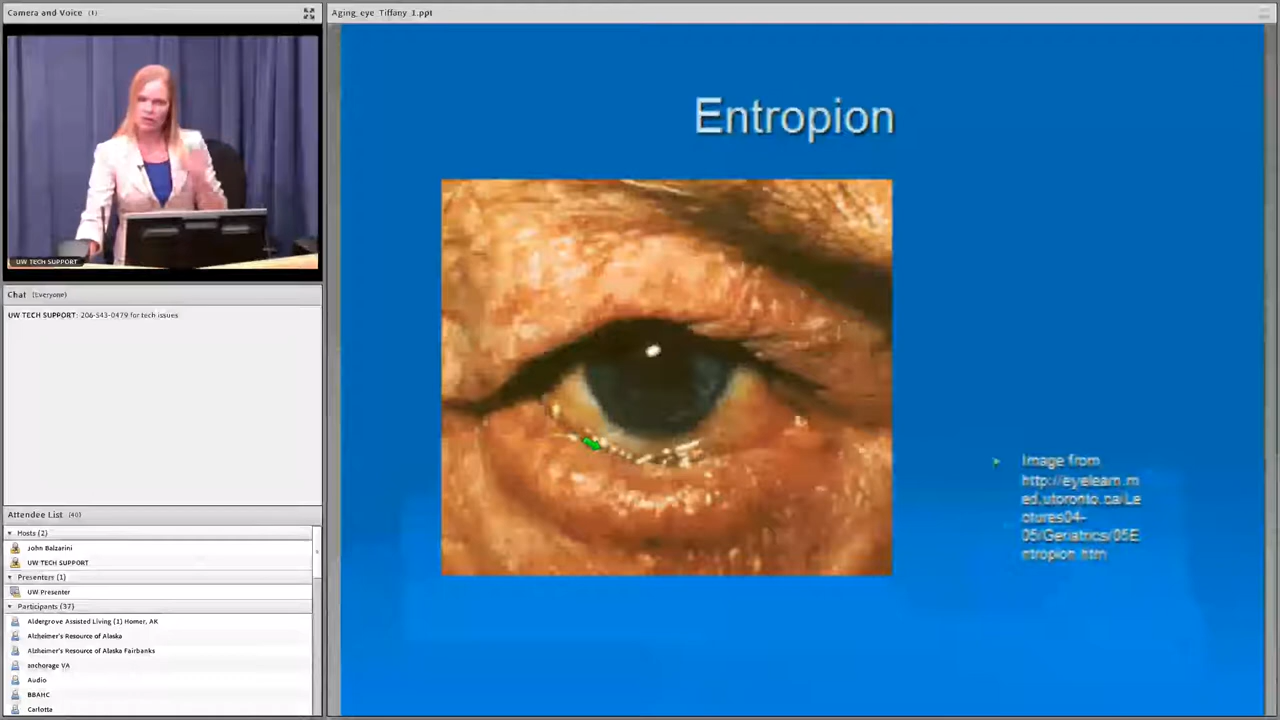 Camera and Voice (1)
UW TECH SUPPORT
Chat (Everyone)
UW TECH SUPPORT: 206-543-0479 for tech issues
Attendee List (40)
Hosts (2)
John Balzarini
UW TECH SUPPORT
Presenters (1)
UW Presenter
Participants (37)
Aldergrove Assisted Living (1) Homer, AK
Alzheimer's Resource of Alaska
Alzheimer's Resource of Alaska Fairbanks
anchorage VA
Audio
BBAHC
Carlotta
Aging_eye_Tiffany_1.ppt
Entropion
Image from
http://eyelearn.m
ed.utoronto.ca/Le
ctures04-
05/Geriatrics/05E
ntropion.htm